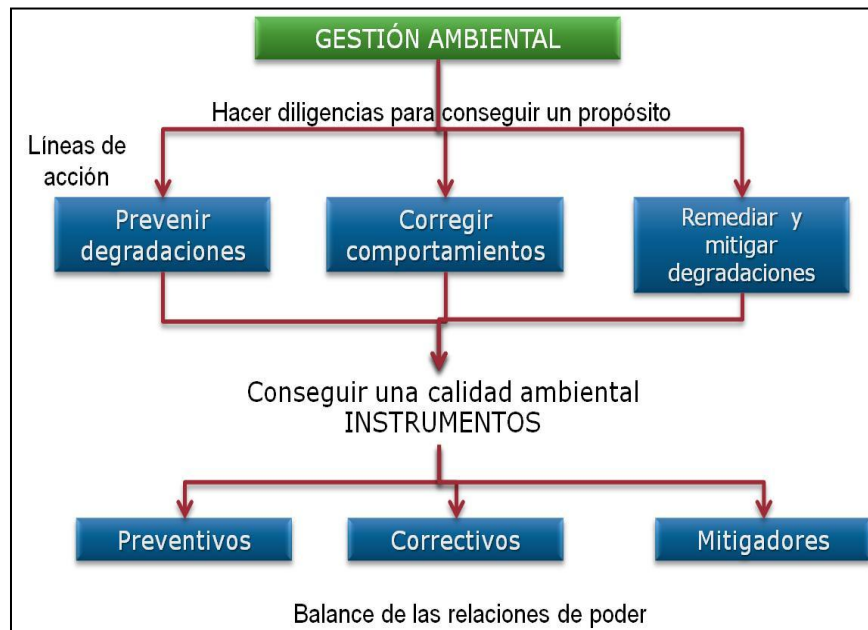 GESTIÓN AMBIENTAL
Hacer diligencias para conseguir un propósito
Líneas de
acción
Prevenir
degradaciones
Corregir
comportamientos
Remediar y
mitigar
degradaciones
Conseguir una calidad ambiental
INSTRUMENTOS
Preventivos
Correctivos
Mitigadores
Balance de las relaciones de poder